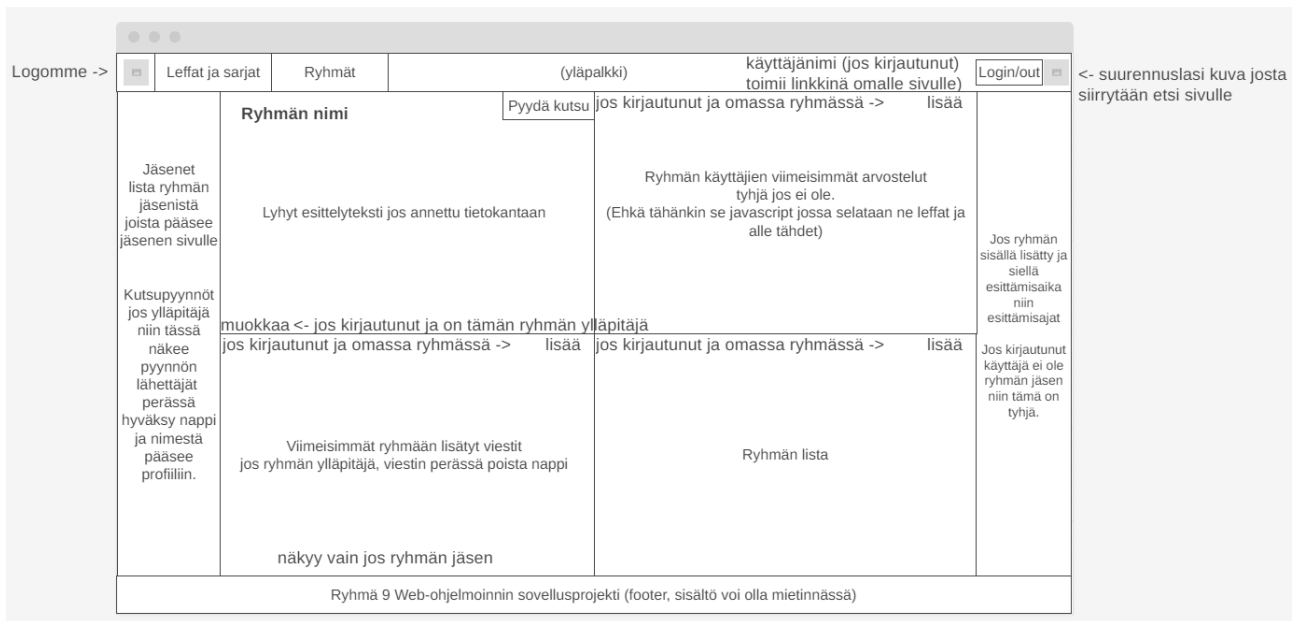 Logomme ->
Leffat ja sarjat
Ryhmät
(yläpalkki)
käyttäjänimi (jos kirjautunut)
toimii linkkinä omalle sivulle)
Login/out
<- suurennuslasi kuva josta
siirrytään etsi sivulle
Jäsenet
lista ryhmän
jäsenistä
joista pääsee
jäsenen sivulle
Kutsupyynnöt
jos ylläpitäjä
niin tässä
näkee
pyynnön
lähettäjät
perässä
hyväksy nappi
ja nimestä
pääsee
profiiliin.
Ryhmän nimi
Pyydä kutsu
Lyhyt esittelyteksti jos annettu tietokantaan
muokkaa <- jos kirjautunut ja on tämän ryhmän ylläpitäjä
jos kirjautunut ja omassa ryhmässä -> lisää
Ryhmän käyttäjien viimeisimmät arvostelut
tyhjä jos ei ole.
(Ehkä tähänkin se javascript jossa selataan ne leffat ja
alle tähdet)
jos kirjautunut ja omassa ryhmässä -> lisää
Viimeisimmät ryhmään lisätyt viestit
jos ryhmän ylläpitäjä, viestin perässä poista nappi
näkyy vain jos ryhmän jäsen
jos kirjautunut ja omassa ryhmässä -> lisää
Ryhmän lista
Jos ryhmän
sisällä lisätty ja
siellä
esittämisaika
niin
esittämisajat
Jos kirjautunut
käyttäjä ei ole
ryhmän jäsen
niin tämä on
tyhjä.
Ryhmä 9 Web-ohjelmoinnin sovellusprojekti (footer, sisältö voi olla mietinnässä)